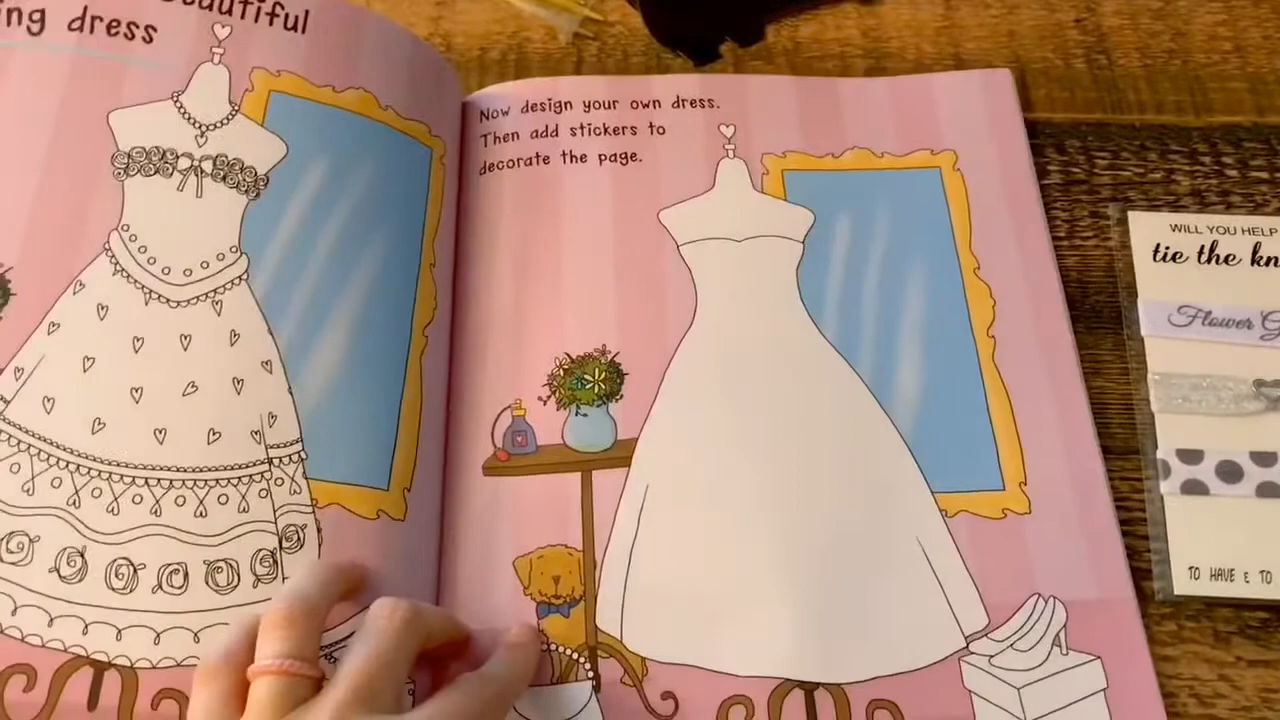 ing dress
Now design your own dress.
Then add stickers to
decorate the page.
WILL YOU HELP
tie the kn
Flower G
TO HAVE & TO